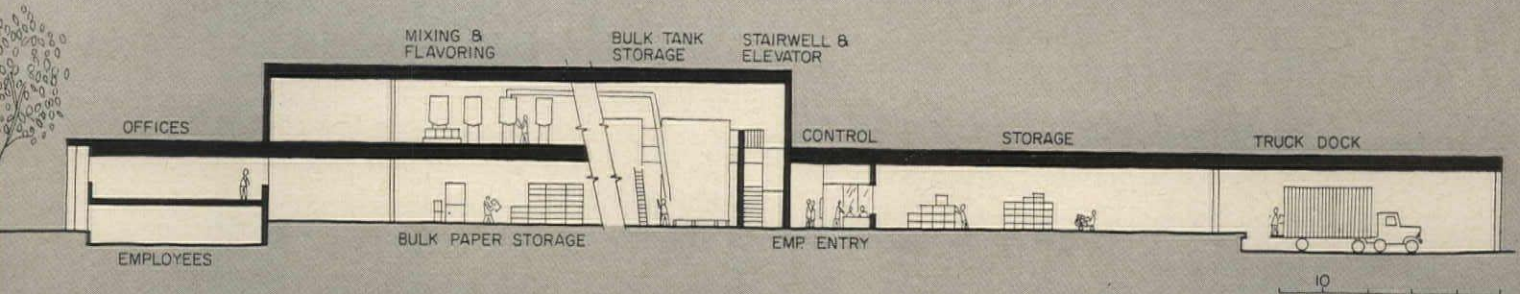 MIXING &
FLAVORING
BULK TANK
STORAGE
STAIRWELL &
ELEVATOR
OFFICES
CONTROL
STORAGE
TRUCK DOCK
BULK PAPER STORAGE
EMP. ENTRY
EMPLOYEES
10